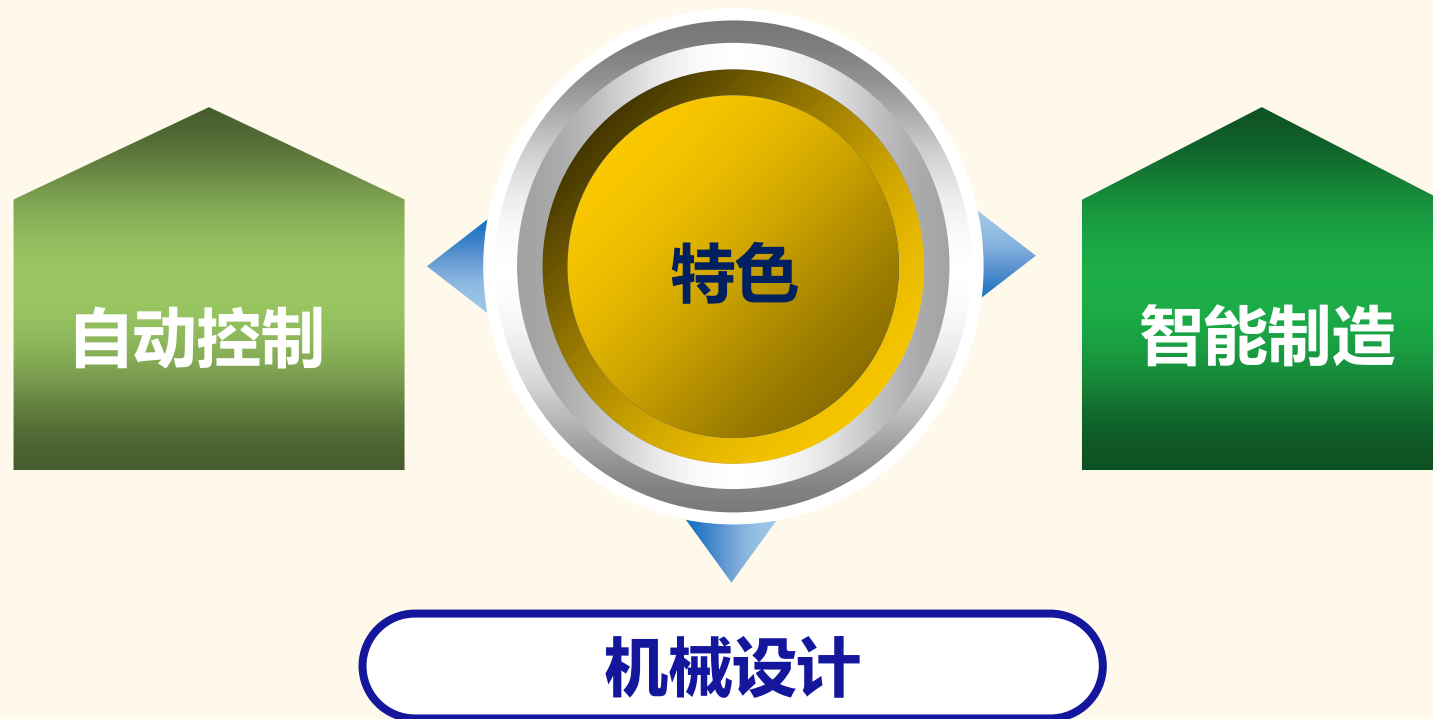 特色
自动控制
智能制造
机械设计